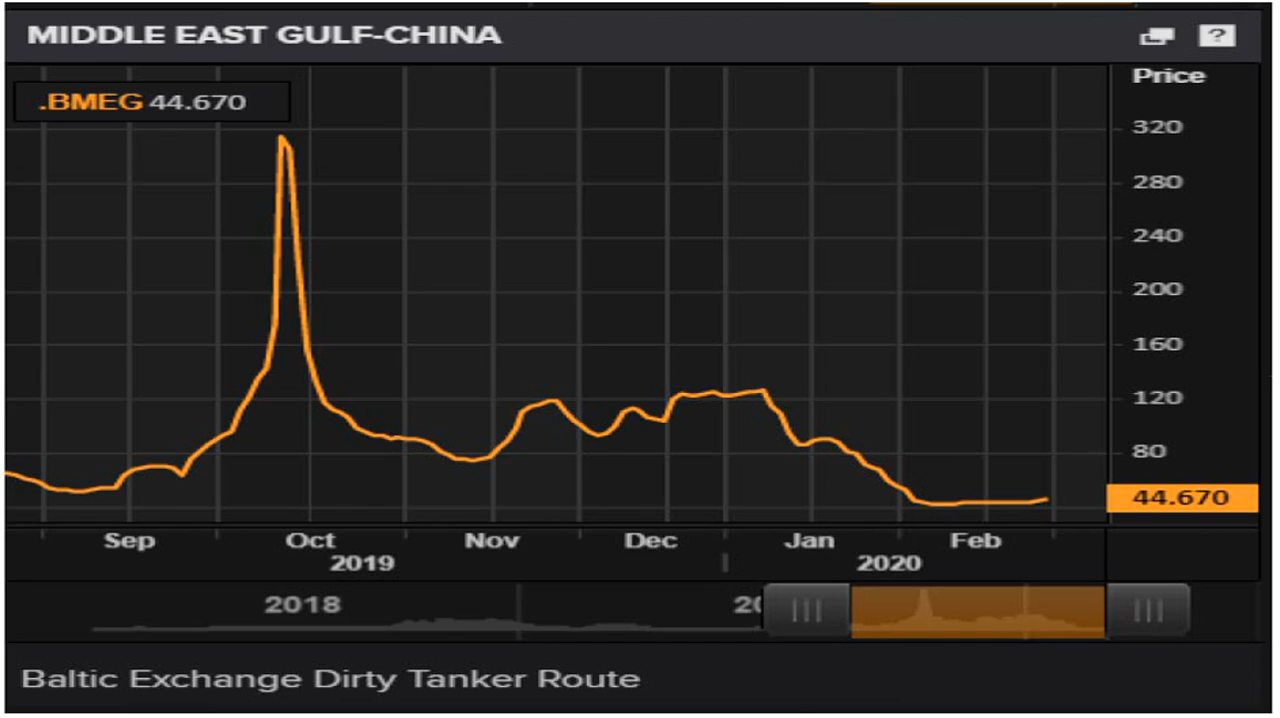 MIDDLE EAST GULF-CHINA
?
.BMEG 44.670
Price
320
280
240
200
160
120
80
44.670
Sep Oct Nov Dec Jan Feb
2019 2020
2018
Baltic Exchange Dirty Tanker Route